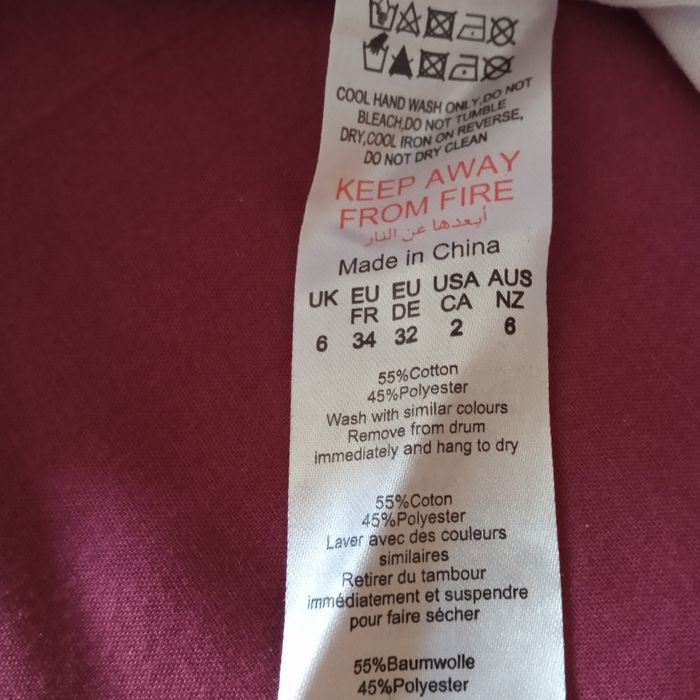 COOL HAND WASH ONLY,DO NOT
BLEACH,DO NOT TUMBLE
DRY,COOL IRON ON REVERSE,
DO NOT DRY CLEAN
KEEP AWAY
FROM FIRE
أبعدها عن النار
Made in China
UK EU EU USA AUS
FR DE CA NZ
6 34 32 2 6
55%Cotton
45%Polyester
Wash with similar colours
Remove from drum
immediately and hang to dry
55%Coton
45%Polyester
Laver avec des couleurs
similaires
Retirer du tambour
immédiatement et suspendre
pour faire sécher
55%Baumwolle
45%Polyester